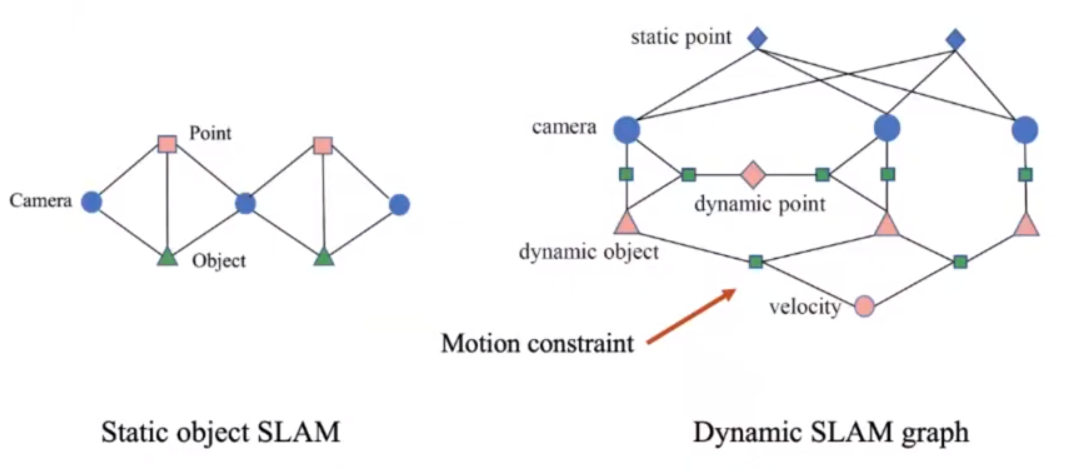 Point
Camera
Object
Static object SLAM
static point
camera
dynamic point
dynamic object
velocity
Motion constraint
Dynamic SLAM graph